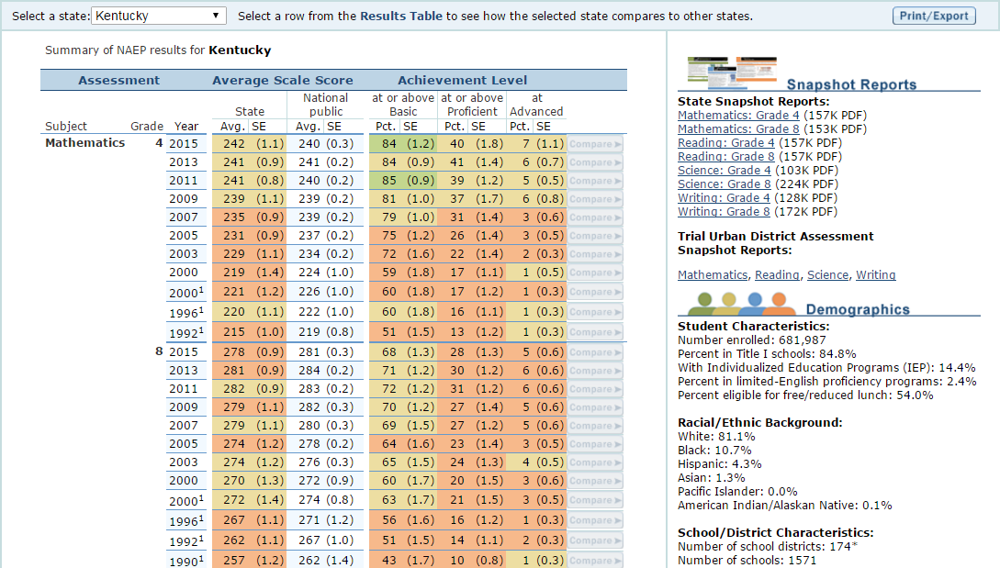 Select a state: Kentucky ▼ Select a row from the Results Table to see how the selected state compares to other states. Print/Export
Summary of NAEP results for Kentucky
Assessment Average Scale Score Achievement Level
State National public at or above Basic at or above Proficient at Advanced
Subject Grade Year Avg. SE Avg. SE Pct. SE Pct. SE Pct. SE
Mathematics 4 2015 242 (1.1) 240 (0.3) 84 (1.2) 40 (1.8) 7 (1.1) Compare
2013 241 (0.9) 241 (0.2) 84 (0.9) 41 (1.4) 6 (0.7) Compare
2011 241 (0.8) 240 (0.2) 85 (0.9) 39 (1.2) 5 (0.5) Compare
2009 239 (1.1) 239 (0.2) 81 (1.0) 37 (1.7) 6 (0.8) Compare
2007 235 (0.9) 239 (0.2) 79 (1.0) 31 (1.4) 3 (0.6) Compare
2005 231 (0.9) 237 (0.2) 75 (1.2) 26 (1.4) 3 (0.5) Compare
2003 229 (1.1) 234 (0.2) 72 (1.6) 22 (1.4) 2 (0.3) Compare
2000 219 (1.4) 224 (1.0) 59 (1.8) 17 (1.1) 1 (0.5) Compare
2000¹ 221 (1.2) 226 (1.0) 60 (1.8) 17 (1.2) 1 (0.3) Compare
1996¹ 220 (1.1) 222 (1.0) 60 (1.8) 16 (1.1) 1 (0.3) Compare
1992¹ 215 (1.0) 219 (0.8) 51 (1.5) 13 (1.2) 1 (0.3) Compare
8 2015 278 (0.9) 281 (0.3) 68 (1.3) 28 (1.3) 5 (0.6) Compare
2013 281 (0.9) 284 (0.2) 71 (1.2) 30 (1.2) 6 (0.6) Compare
2011 282 (0.9) 283 (0.2) 72 (1.2) 31 (1.2) 6 (0.6) Compare
2009 279 (1.1) 282 (0.3) 70 (1.2) 27 (1.4) 5 (0.6) Compare
2007 279 (1.1) 280 (0.3) 69 (1.5) 27 (1.2) 5 (0.6) Compare
2005 274 (1.2) 278 (0.2) 64 (1.6) 23 (1.4) 3 (0.5) Compare
2003 274 (1.2) 276 (0.3) 65 (1.5) 24 (1.3) 4 (0.5) Compare
2000 270 (1.3) 272 (0.9) 60 (1.7) 20 (1.5) 3 (0.6) Compare
2000¹ 272 (1.4) 274 (0.8) 63 (1.7) 21 (1.5) 3 (0.5) Compare
1996¹ 267 (1.1) 271 (1.2) 56 (1.6) 16 (1.2) 1 (0.3) Compare
1992¹ 262 (1.1) 267 (1.0) 51 (1.5) 14 (1.1) 2 (0.3) Compare
1990¹ 257 (1.2) 262 (1.4) 43 (1.7) 10 (0.8) 1 (0.3) Compare
Snapshot Reports
State Snapshot Reports:
Mathematics: Grade 4 (157K PDF)
Mathematics: Grade 8 (153K PDF)
Reading: Grade 4 (157K PDF)
Reading: Grade 8 (157K PDF)
Science: Grade 4 (103K PDF)
Science: Grade 8 (224K PDF)
Writing: Grade 4 (128K PDF)
Writing: Grade 8 (172K PDF)
Trial Urban District Assessment
Snapshot Reports:
Mathematics, Reading, Science, Writing
Demographics
Student Characteristics:
Number enrolled: 681,987
Percent in Title I schools: 84.8%
With Individualized Education Programs (IEP): 14.4%
Percent in limited-English proficiency programs: 2.4%
Percent eligible for free/reduced lunch: 54.0%
Racial/Ethnic Background:
White: 81.1%
Black: 10.7%
Hispanic: 4.3%
Asian: 1.3%
Pacific Islander: 0.0%
American Indian/Alaskan Native: 0.1%
School/District Characteristics:
Number of school districts: 174*
Number of schools: 1571